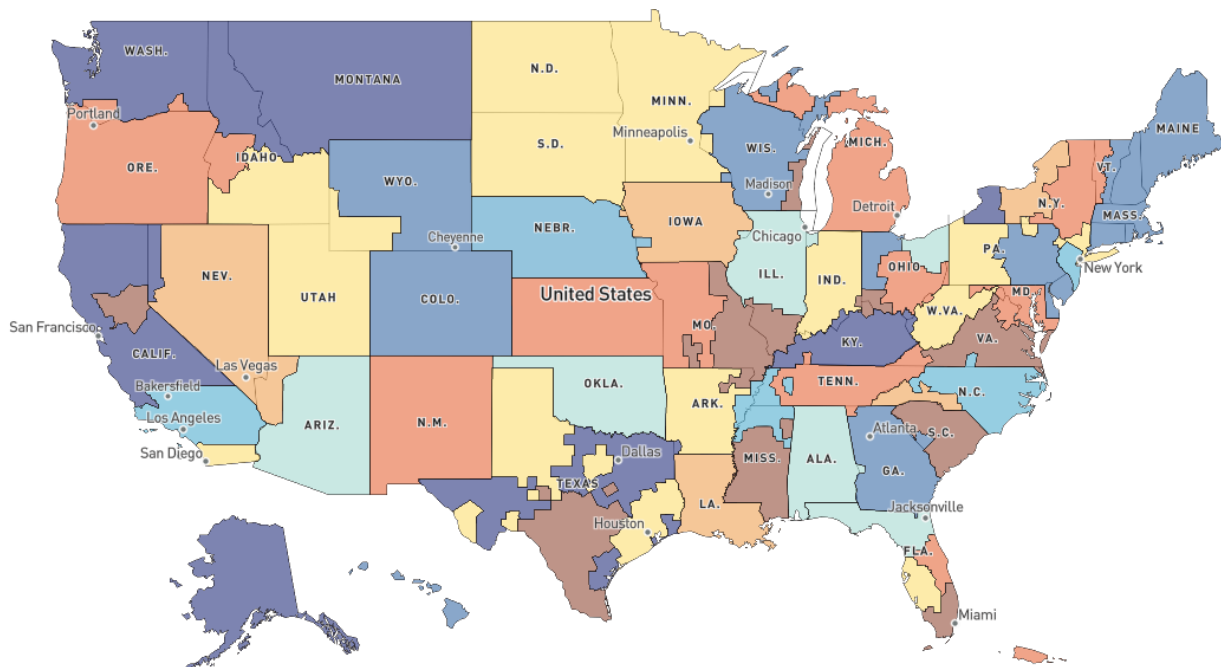 WASH.
MONTANA
N.D.
MINN.
MAINE
Portland
Minneapolis
S.D.
WIS.
MICH.
VT.
ORE.
IDAHO
WYO.
Madison
N.Y.
MASS.
Detroit
IOWA
NEBR.
Cheyenne
Chicago
PA.
New York
NEV.
UTAH
COLO.
United States
ILL.
IND.
OHIO
MD.
W.VA.
San Francisco
MO.
KY.
VA.
CALIF.
Las Vegas
Bakersfield
OKLA.
TENN.
N.C.
ARK.
Los Angeles
ARIZ.
N.M.
Atlanta
S.C.
San Diego
Dallas
MISS.
ALA.
GA.
TEXAS
LA.
Jacksonville
Houston
FLA.
Miami